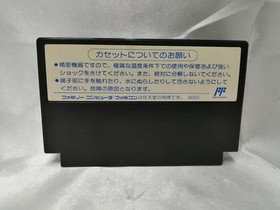 カセットについてのお願い
●精密機器ですので、極端な温度条件下での使用や保管および強い
ショックをさけてください。また、絶対に分解しないでください。
●端子部に手を触れたり、水にぬらしたりして汚さないようにして
ください。故障の原因となります。
ファミリーコンピュータ ファミコンは任天堂の商標です。
FF